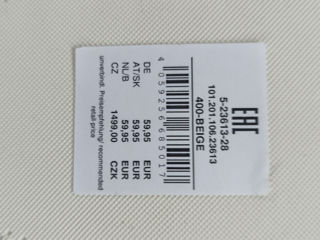 EAC
5-23613-28
101.201.106.23613
400-BEIGE
4 059256 685017
DE 59,95 EUR
AT/SK 59,95 EUR
NL/B 59,95 EUR
CZ 1499,00 CZK
unverbindl. Preisempfehlung/ recommended
retail-price